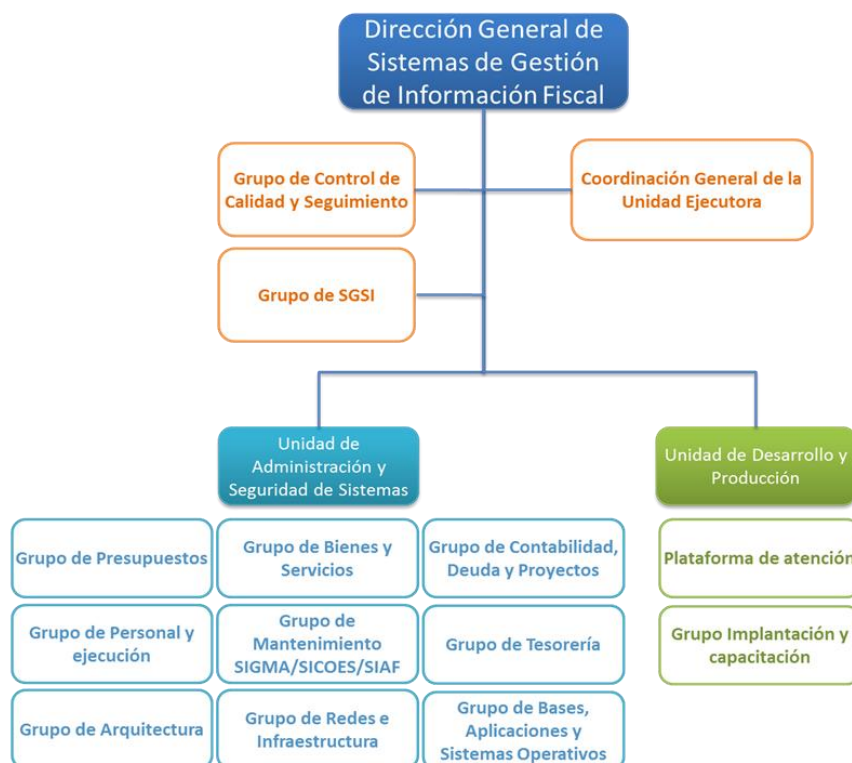 Dirección General de
Sistemas de Gestión
de Información Fiscal
Grupo de Control de
Calidad y Seguimiento
Coordinación General de la
Unidad Ejecutora
Grupo de SGSI
Unidad de
Administración y
Seguridad de Sistemas
Unidad de Desarrollo y
Producción
Grupo de Presupuestos
Grupo de Bienes y
Servicios
Grupo de Contabilidad,
Deuda y Proyectos
Plataforma de atención
Grupo de Personal y
ejecución
Grupo de
Mantenimiento
SIGMA/SICOES/SIAF
Grupo de Tesorería
Grupo Implantación y
capacitación
Grupo de Arquitectura
Grupo de Redes e
Infraestructura
Grupo de Bases,
Aplicaciones y
Sistemas Operativos